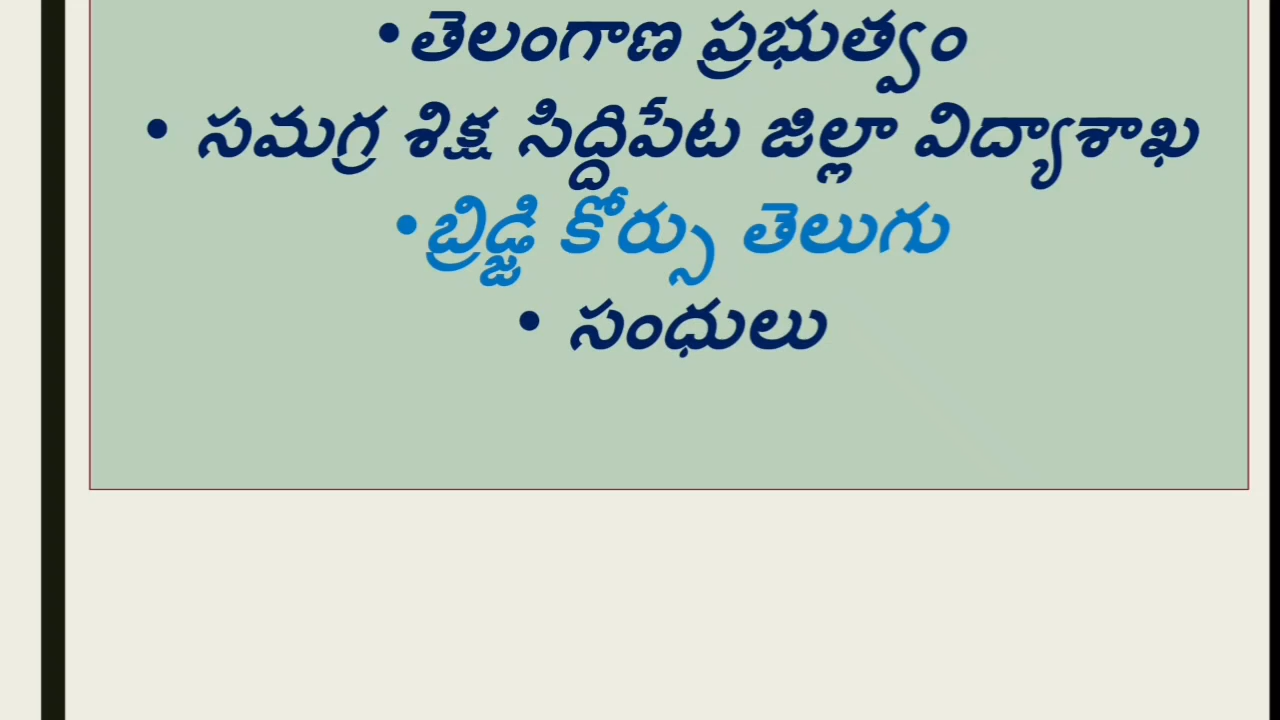 •తెలంగాణ ప్రభుత్వం
• సమగ్ర శిక్ష సిద్దిపేట జిల్లా విద్యాశాఖ
•బ్రిడ్జి కోర్సు తెలుగు
• సంధులు